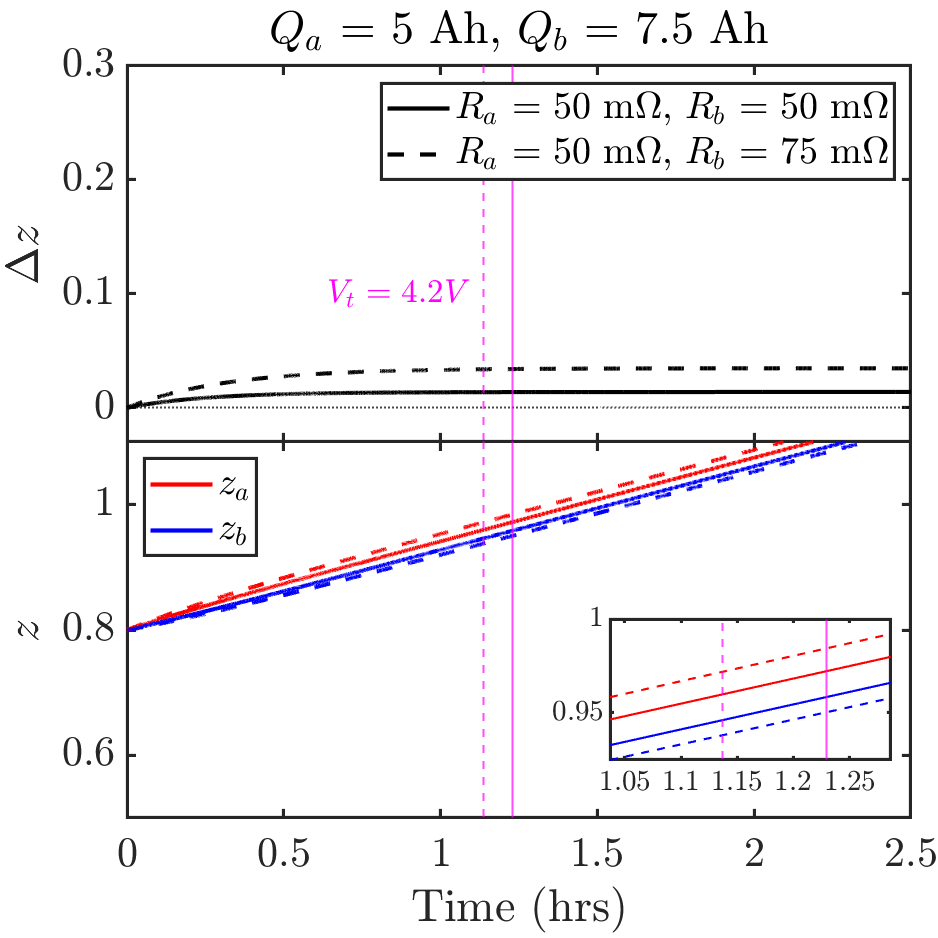 Q_a = 5 Ah, Q_b = 7.5 Ah
0.3
0.2
0.1
0
Δz
R_a = 50 mΩ, R_b = 50 mΩ
R_a = 50 mΩ, R_b = 75 mΩ
V_t = 4.2V
1
0.8
0.6
z
z_a
z_b
1
0.95
1.05 1.1 1.15 1.2 1.25
0 0.5 1 1.5 2 2.5
Time (hrs)